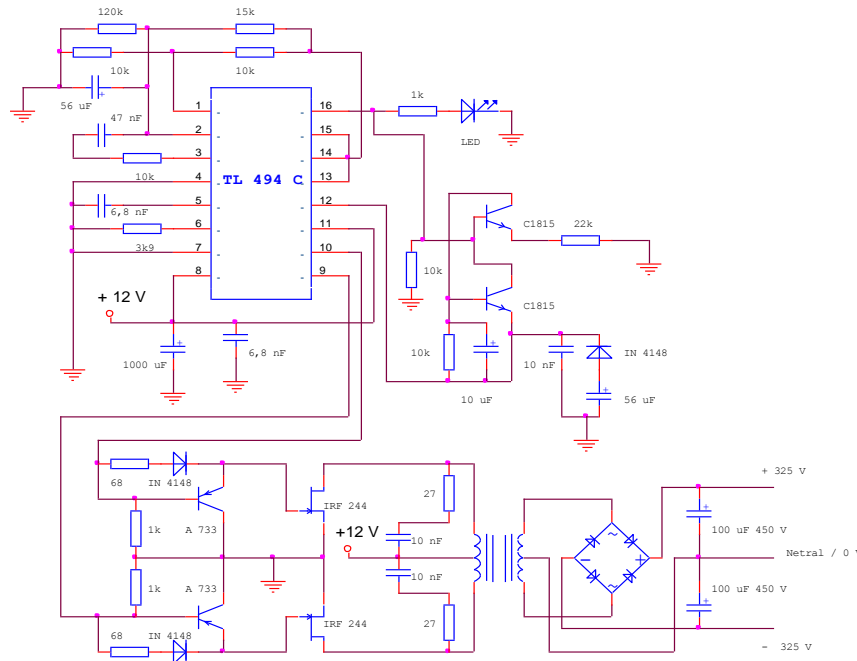 120k
15k
10k
10k
56 uF
47 nF
10k
6,8 nF
3k9
TL 494 C
1
2
3
4
5
6
7
8
16
15
14
13
12
11
10
9
1k
LED
C1815
22k
10k
C1815
10k
10 uF
10 nF
IN 4148
56 uF
+ 12 V
1000 uF
6,8 nF
68
IN 4148
1k
A 733
IRF 244
1k
A 733
68
IN 4148
IRF 244
+12 V
10 nF
10 nF
27
27
~
~
-
+
+ 325 V
100 uF 450 V
Netral / 0 V
100 uF 450 V
- 325 V